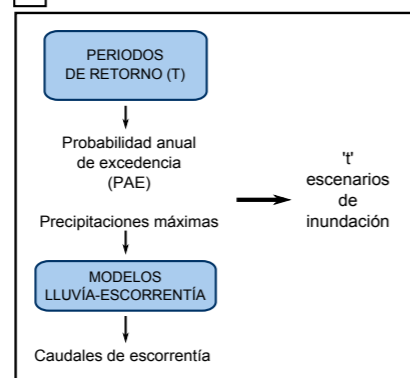 PERIODOS
DE RETORNO (T)
Probabilidad anual
de excedencia
(PAE)
Precipitaciones máximas
MODELOS
LLUVÍA-ESCORRENTÍA
Caudales de escorrentía
't'
escenarios
de
inundación